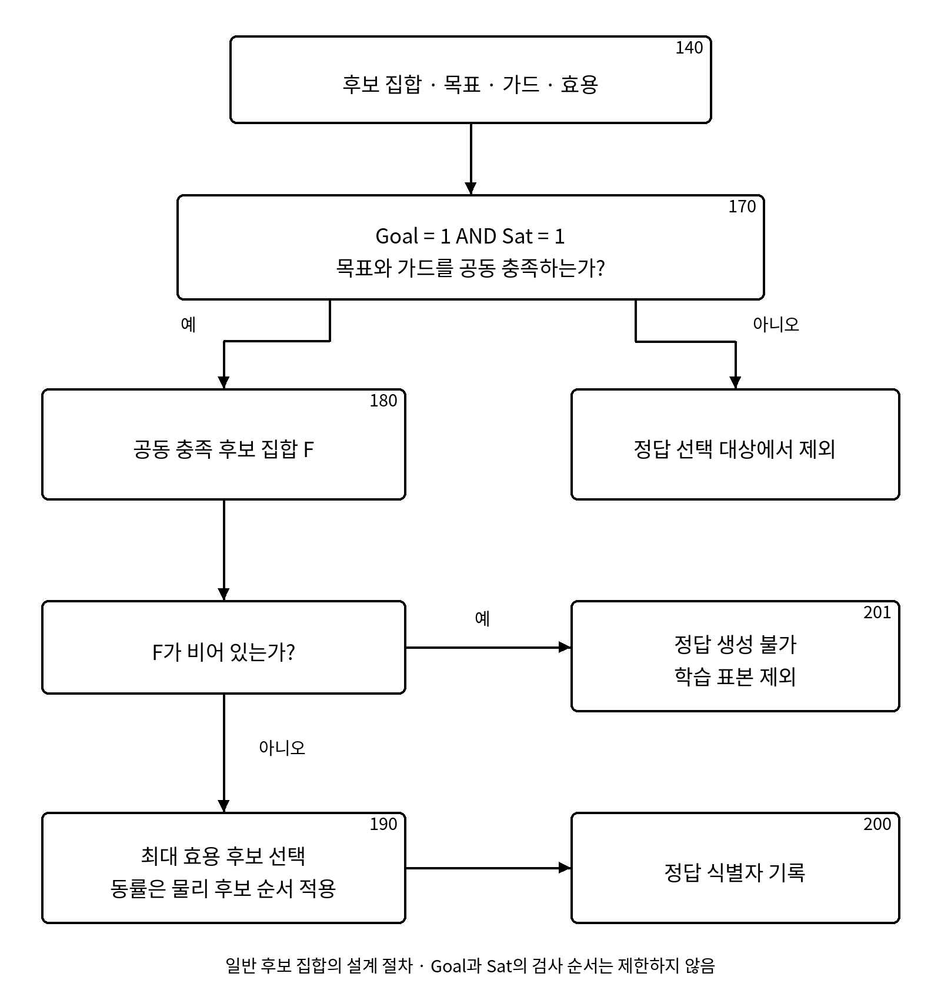 140
후보 집합 · 목표 · 가드 · 효용
170
Goal = 1 AND Sat = 1
목표와 가드를 공동 충족하는가?
예
아니오
180
공동 충족 후보 집합 F
정답 선택 대상에서 제외
F가 비어 있는가?
예
201
정답 생성 불가
학습 표본 제외
아니오
190
최대 효용 후보 선택
동률은 물리 후보 순서 적용
200
정답 식별자 기록
일반 후보 집합의 설계 절차 · Goal과 Sat의 검사 순서는 제한하지 않음